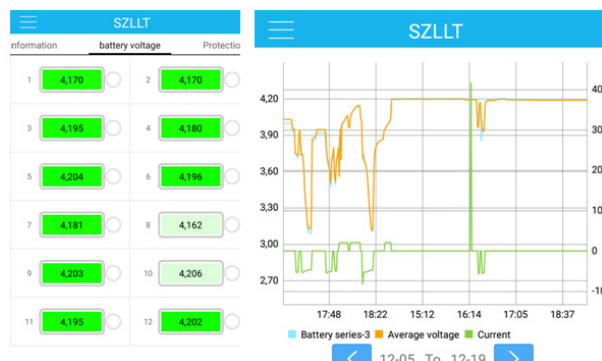 SZLLT
nformation battery voltage Protectio
1 4,170 2 4,170
3 4,195 4 4,180
5 4,204 6 4,196
7 4,181 8 4,162
9 4,203 10 4,206
11 4,195 12 4,202
SZLLT
4,20
3,90
3,60
3,30
3,00
2,70
40
30
20
10
0
-10
17:48 18:22 15:12 16:14 17:05 18:37
Battery series-3 Average voltage Current
12-05 To 12-19